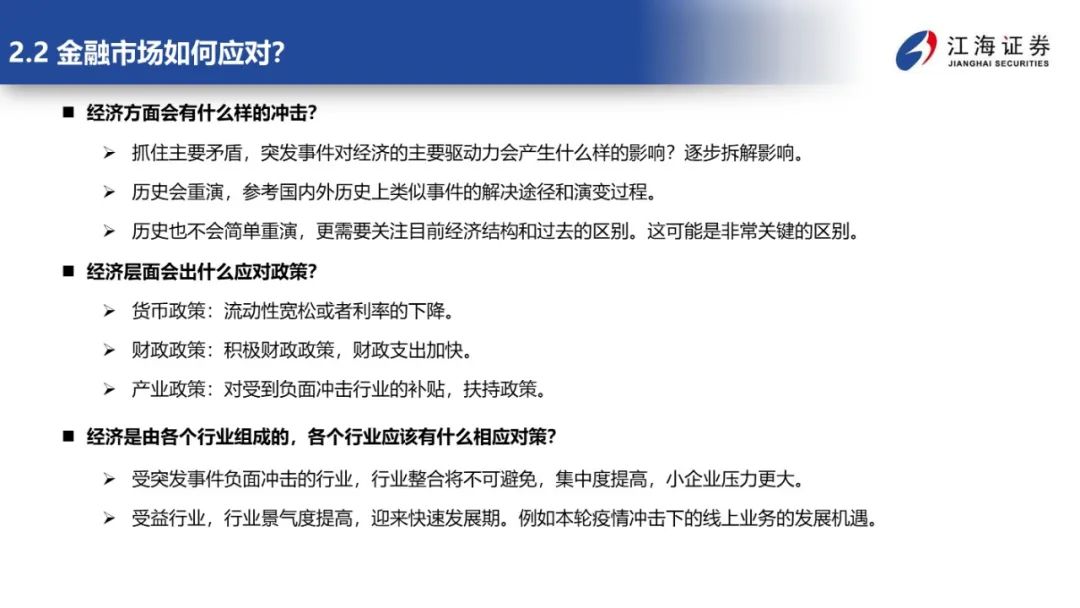 2.2 金融市场如何应对？
江海证券
JIANGHAI SECURITIES
■ 经济方面会有什么样的冲击？
➢ 抓住主要矛盾，突发事件对经济的主要驱动力会产生什么样的影响？逐步拆解影响。
➢ 历史会重演，参考国内外历史上类似事件的解决途径和演变过程。
➢ 历史也不会简单重演，更需要关注目前经济结构和过去的区别。这可能是非常关键的区别。
■ 经济层面会出什么应对政策？
➢ 货币政策：流动性宽松或者利率的下降。
➢ 财政政策：积极财政政策，财政支出加快。
➢ 产业政策：对受到负面冲击行业的补贴，扶持政策。
■ 经济是由各个行业组成的，各个行业应该有什么相应对策？
➢ 受突发事件负面冲击的行业，行业整合将不可避免，集中度提高，小企业压力更大。
➢ 受益行业，行业景气度提高，迎来快速发展期。例如本轮疫情冲击下的线上业务的发展机遇。